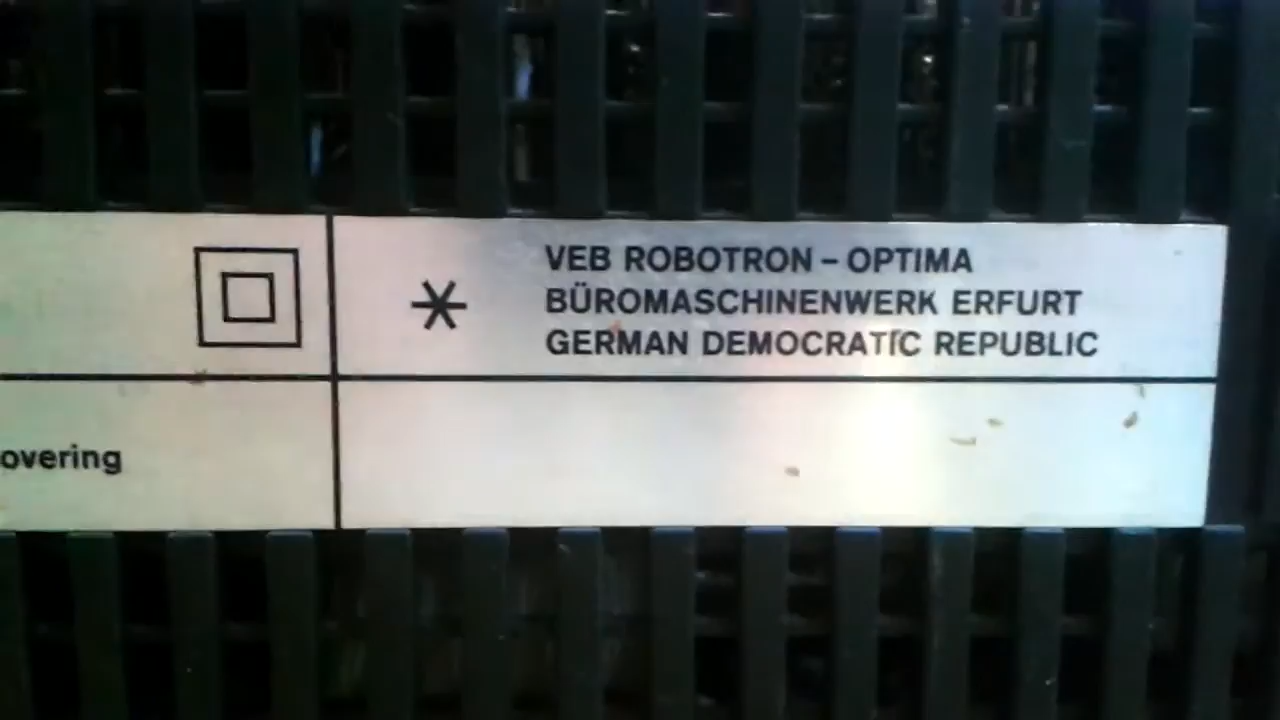 VEB ROBOTRON – OPTIMA
BÜROMASCHINENWERK ERFURT
GERMAN DEMOCRATIC REPUBLIC
overing